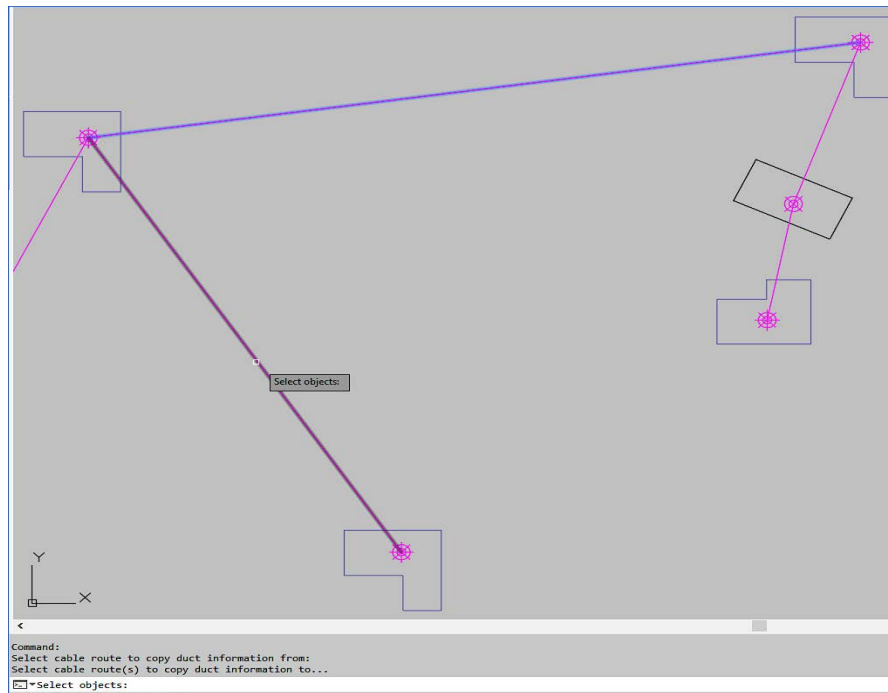 Select objects:
Y
X
Command:
Select cable route to copy duct information from:
Select cable route(s) to copy duct information to...
Select objects: